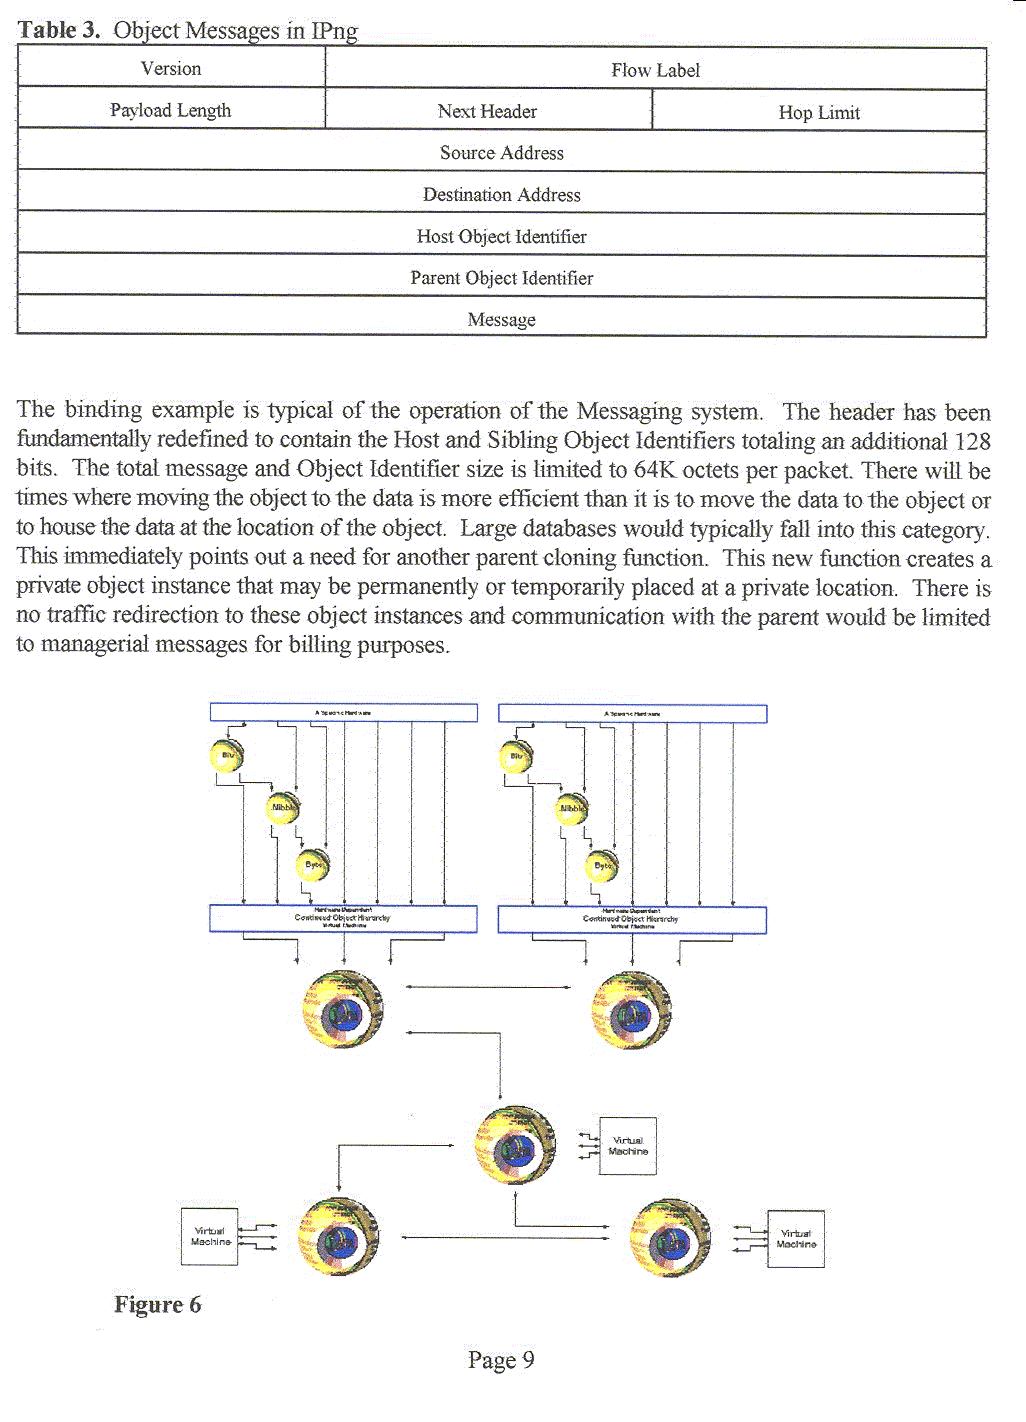 Table 3. Object Messages in IPng
Version Flow Label
Payload Length Next Header Hop Limit
Source Address
Destination Address
Host Object Identifier
Parent Object Identifier
Message
The binding example is typical of the operation of the Messaging system. The header has been
fundamentally redefined to contain the Host and Sibling Object Identifiers totaling an additional 128
bits. The total message and Object Identifier size is limited to 64K octets per packet. There will be
times where moving the object to the data is more efficient than it is to move the data to the object or
to house the data at the location of the object. Large databases would typically fall into this category.
This immediately points out a need for another parent cloning function. This new function creates a
private object instance that may be permanently or temporarily placed at a private location. There is
no traffic redirection to these object instances and communication with the parent would be limited
to managerial messages for billing purposes.
A Specific Hardware A Specific Hardware
Bits Bits
Nibble Nibble
Byte Byte
Hardware Dependent Hardware Dependent
Continued Object Hierarchy Continued Object Hierarchy
Virtual Machine Virtual Machine
Virtual
Machine
Virtual
Machine
Virtual
Machine
Figure 6
Page 9